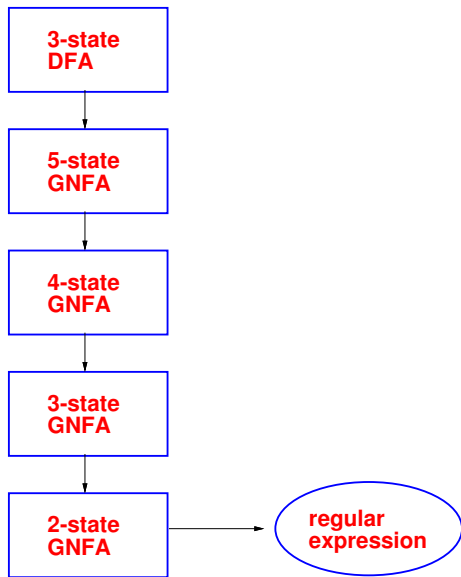 3-state
DFA
5-state
GNFA
4-state
GNFA
3-state
GNFA
2-state
GNFA
regular
expression